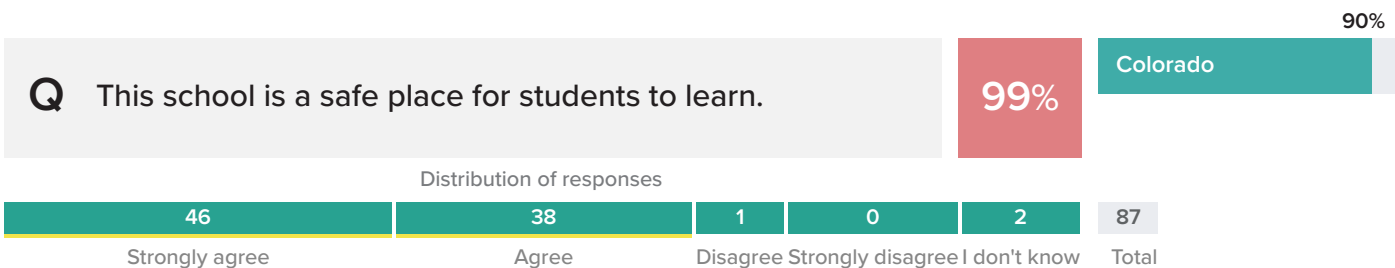 90%
Q This school is a safe place for students to learn.
99%
Colorado
Distribution of responses
46 38 1 0 2 87
Strongly agree Agree Disagree Strongly disagree I don't know Total